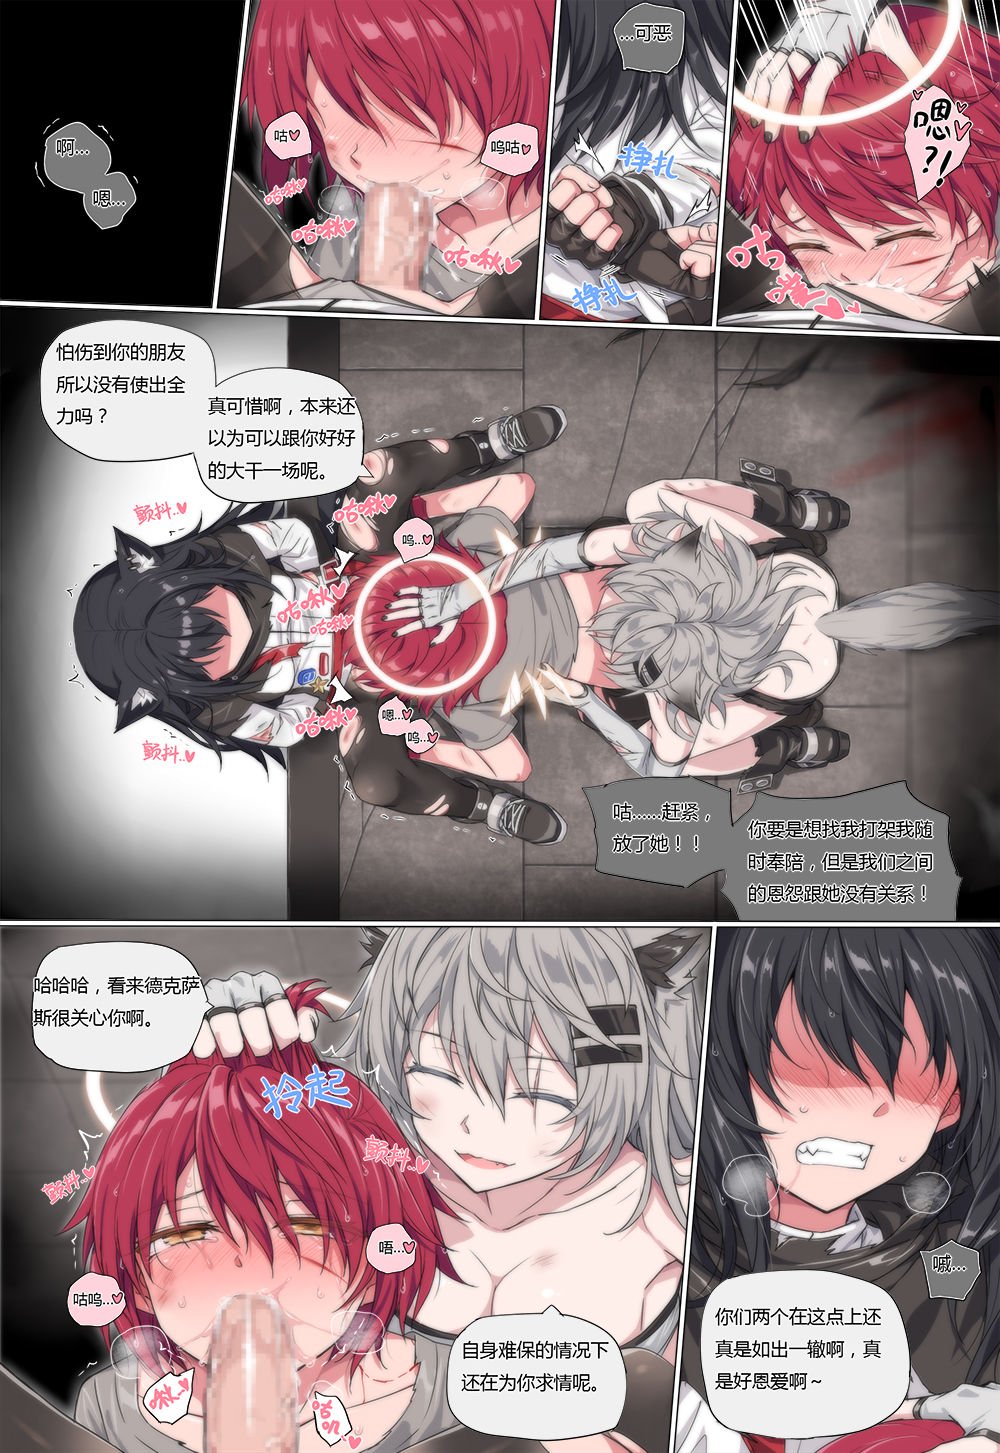 啊…
嗯…
咕♥
呜咕♥
咕啾
咕啾♥
咕啾♥
…可恶
挣扎
挣扎
嗯♥♥
?!
咕
啾♥
怕伤到你的朋友
所以没有使出全
力吗？
真可惜啊，本来还
以为可以跟你好好
的大干一场呢。
颤抖..♥
咕啾♥
呜…♥
咕啾♥
咕啾♥
咕啾♥
颤抖..♥
嗯…♥
呜…♥
咕……赶紧，
放了她！！
你要是想找我打架我随
时奉陪，但是我们之间
的恩怨跟她没有关系！
哈哈哈，看来德克萨
斯很关心你啊。
拎起
颤抖..♥
颤抖..♥
唔…♥
咕呜…♥
啾…♥
自身难保的情况下
还在为你求情呢。
嘁…
你们两个在这点上还
真是如出一辙啊，真
是好恩爱啊～